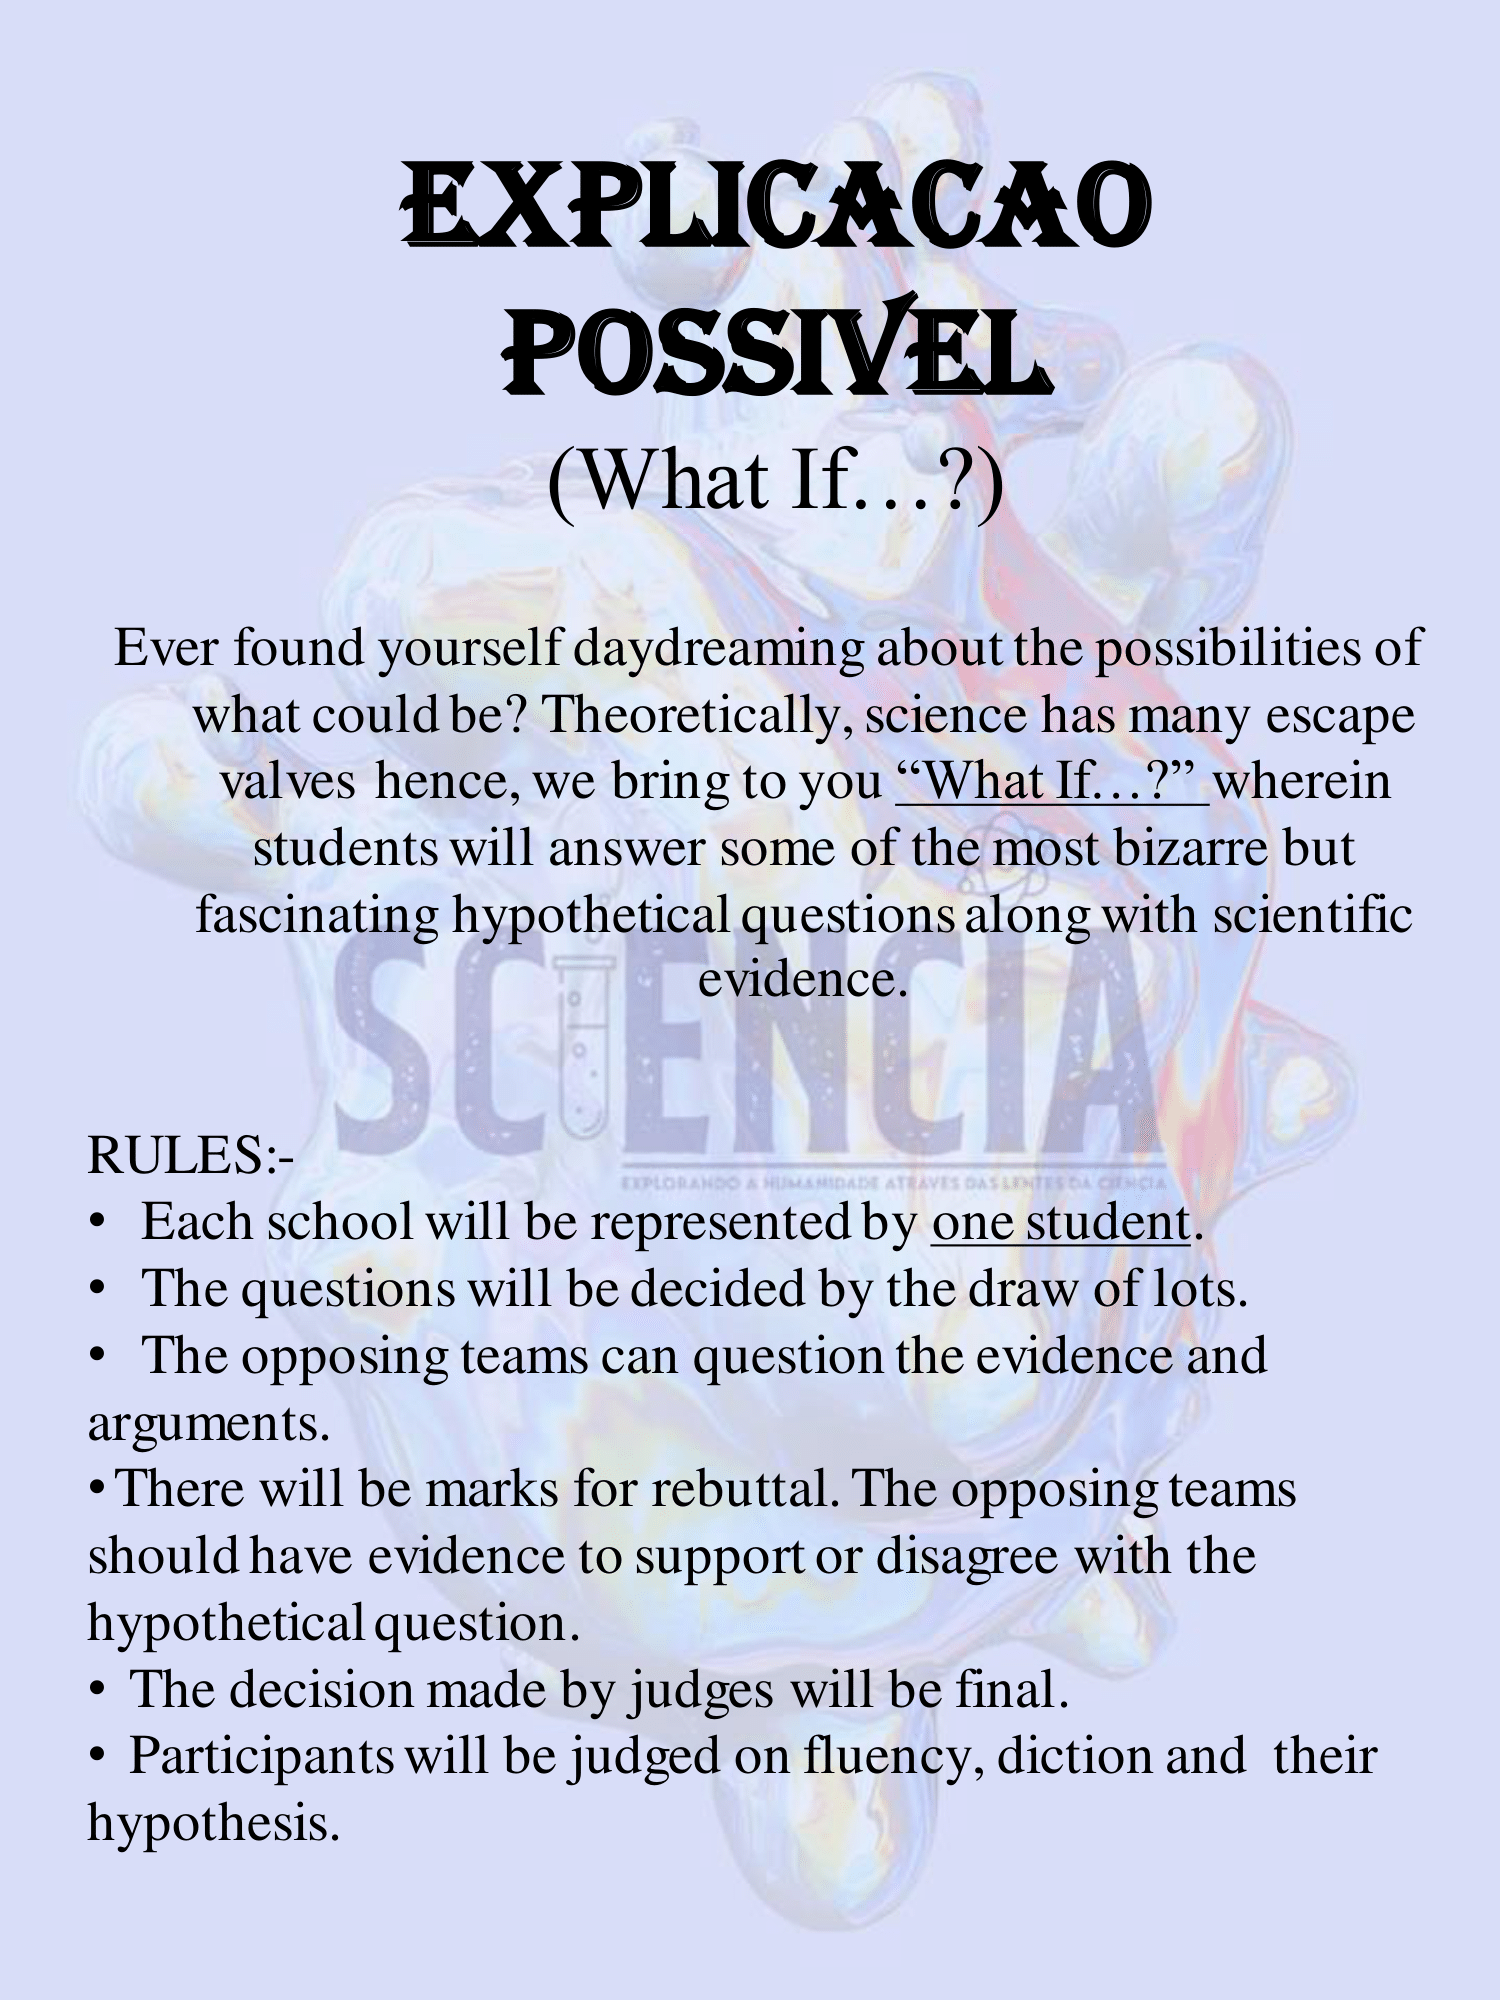 EXPLICACAO
POSSIVEL
(What If…?)
Ever found yourself daydreaming about the possibilities of
what could be? Theoretically, science has many escape
valves hence, we bring to you “What If…?” wherein
students will answer some of the most bizarre but
fascinating hypothetical questions along with scientific
evidence.
SCIENCIA
EXPLORANDO A HUMANIDADE ATRAVES DAS LENTES DA CIENCIA
RULES:-
• Each school will be represented by one student.
• The questions will be decided by the draw of lots.
• The opposing teams can question the evidence and
arguments.
• There will be marks for rebuttal. The opposing teams
should have evidence to support or disagree with the
hypothetical question.
• The decision made by judges will be final.
• Participants will be judged on fluency, diction and their
hypothesis.